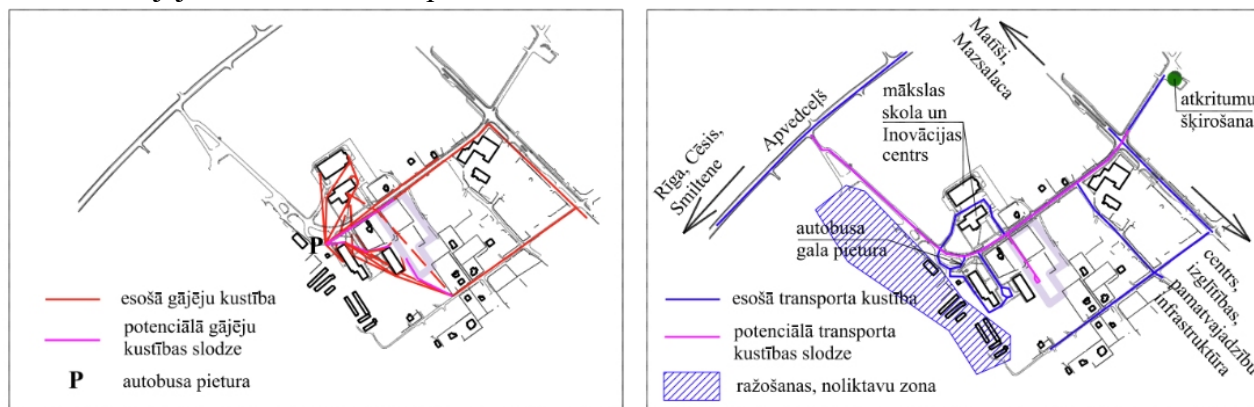 P
esošā gājēju kustība
potenciālā gājēju
kustības slodze
P autobusa pietura
Matīši,
Mazsalaca
mākslas
skola un
Inovācijas
centrs
atkritumu
šķirošana
Apvedceļš
Rīga, Cēsis,
Smiltene
autobusa
gala pietura
centrs,
izglītības,
pamatvajadzību
infrastruktūra
esošā transporta kustība
potenciālā transporta
kustības slodze
ražošanas, noliktavu zona